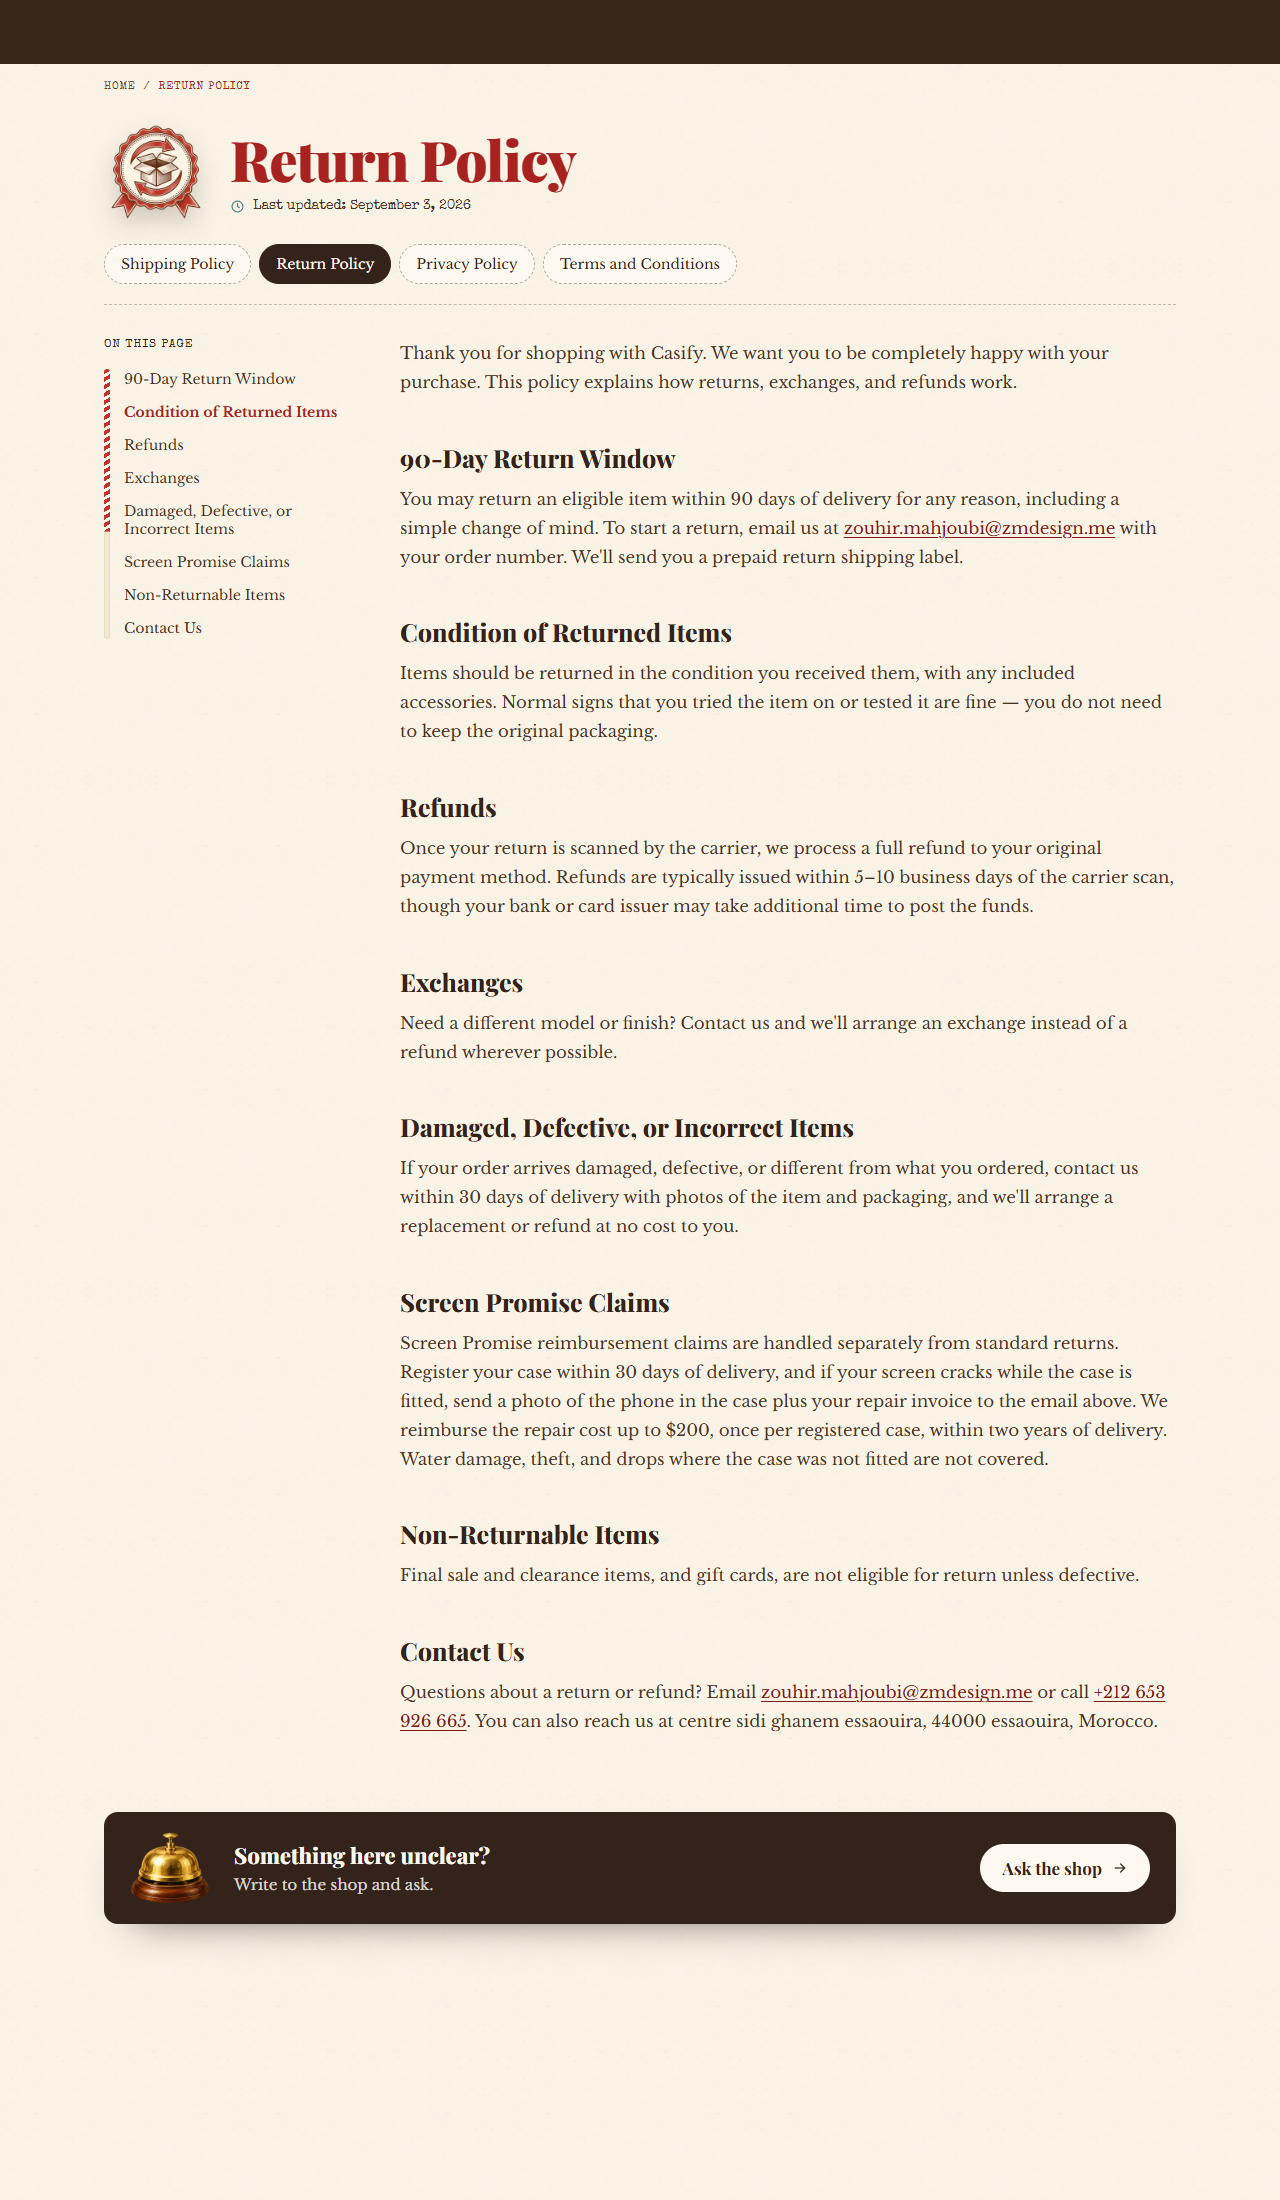 HOME / RETURN POLICY
Return Policy
Last updated: September 3, 2026
Shipping Policy
Return Policy
Privacy Policy
Terms and Conditions
ON THIS PAGE
90-Day Return Window
Condition of Returned Items
Refunds
Exchanges
Damaged, Defective, or
Incorrect Items
Screen Promise Claims
Non-Returnable Items
Contact Us
Thank you for shopping with Casify. We want you to be completely happy with your
purchase. This policy explains how returns, exchanges, and refunds work.
90-Day Return Window
You may return an eligible item within 90 days of delivery for any reason, including a
simple change of mind. To start a return, email us at zouhir.mahjoubi@zmdesign.me with
your order number. We'll send you a prepaid return shipping label.
Condition of Returned Items
Items should be returned in the condition you received them, with any included
accessories. Normal signs that you tried the item on or tested it are fine — you do not need
to keep the original packaging.
Refunds
Once your return is scanned by the carrier, we process a full refund to your original
payment method. Refunds are typically issued within 5–10 business days of the carrier scan,
though your bank or card issuer may take additional time to post the funds.
Exchanges
Need a different model or finish? Contact us and we'll arrange an exchange instead of a
refund wherever possible.
Damaged, Defective, or Incorrect Items
If your order arrives damaged, defective, or different from what you ordered, contact us
within 30 days of delivery with photos of the item and packaging, and we'll arrange a
replacement or refund at no cost to you.
Screen Promise Claims
Screen Promise reimbursement claims are handled separately from standard returns.
Register your case within 30 days of delivery, and if your screen cracks while the case is
fitted, send a photo of the phone in the case plus your repair invoice to the email above. We
reimburse the repair cost up to $200, once per registered case, within two years of delivery.
Water damage, theft, and drops where the case was not fitted are not covered.
Non-Returnable Items
Final sale and clearance items, and gift cards, are not eligible for return unless defective.
Contact Us
Questions about a return or refund? Email zouhir.mahjoubi@zmdesign.me or call +212 653
926 665. You can also reach us at centre sidi ghanem essaouira, 44000 essaouira, Morocco.
Something here unclear?
Write to the shop and ask.
Ask the shop →